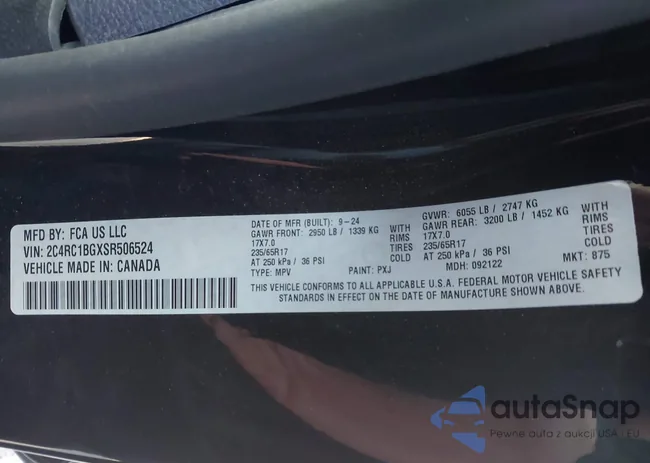 MFD BY: FCA US LLC
VIN: 2C4RC1BGXSR506524
VEHICLE MADE IN: CANADA
DATE OF MFR (BUILT): 9-24
GAWR FRONT: 2950 LB / 1339 KG WITH
17X7.0 RIMS
235/65R17 TIRES
AT 250 kPa / 36 PSI COLD
TYPE: MPV PAINT: PXJ
GVWR: 6055 LB / 2747 KG
GAWR REAR: 3200 LB / 1452 KG WITH
17X7.0 RIMS
235/65R17 TIRES
AT 250 kPa / 36 PSI COLD
MDH: 092122 MKT: 875
THIS VEHICLE CONFORMS TO ALL APPLICABLE U.S.A. FEDERAL MOTOR VEHICLE SAFETY
STANDARDS IN EFFECT ON THE DATE OF MANUFACTURE SHOWN ABOVE.
autaSnap
Pewne auta z aukcji USA i EU